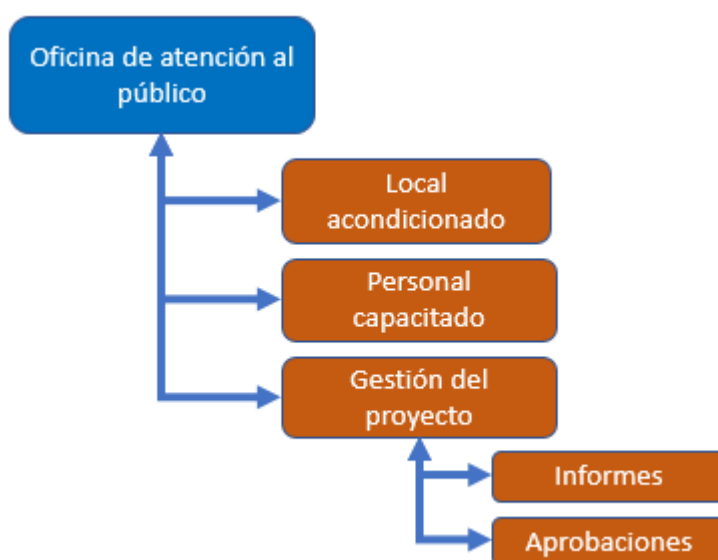 Oficina de atención al
público
Local
acondicionado
Personal
capacitado
Gestión del
proyecto
Informes
Aprobaciones